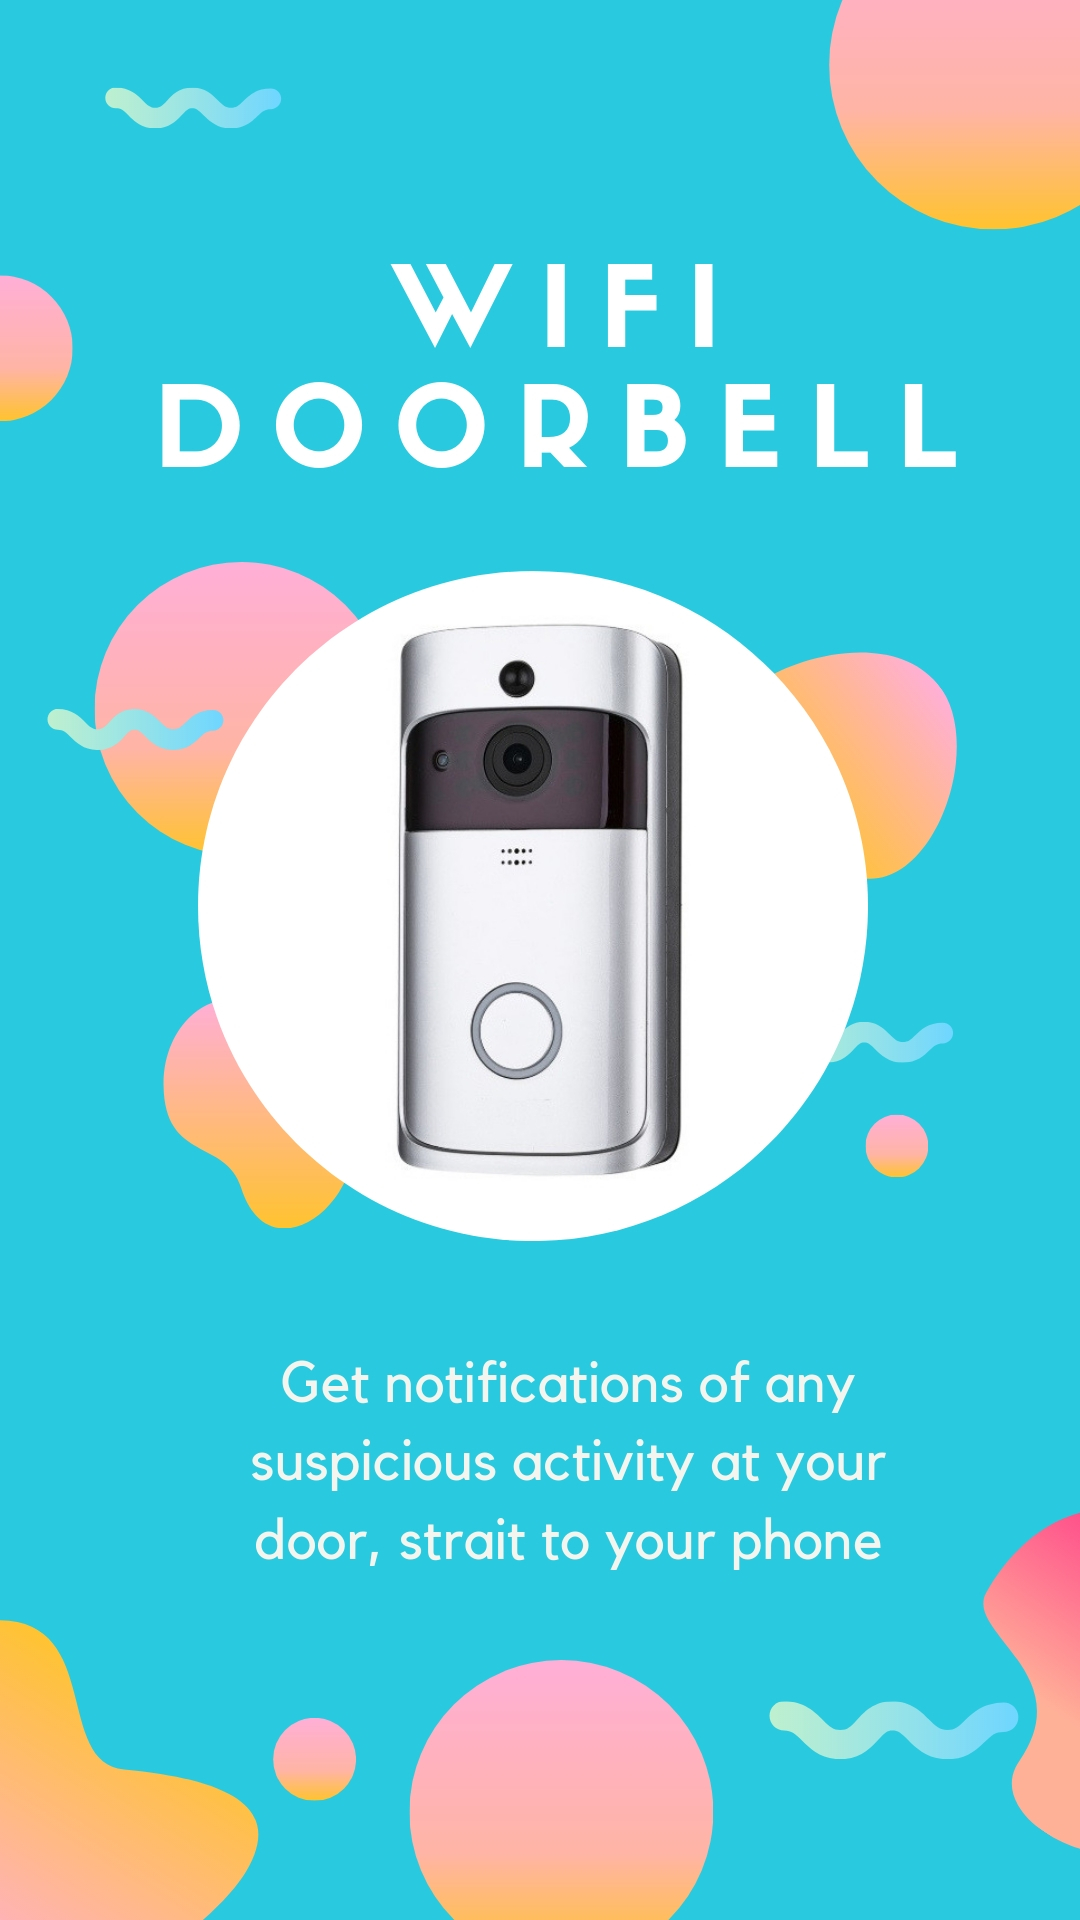 WIFI
DOORBELL
Get notifications of any
suspicious activity at your
door, strait to your phone